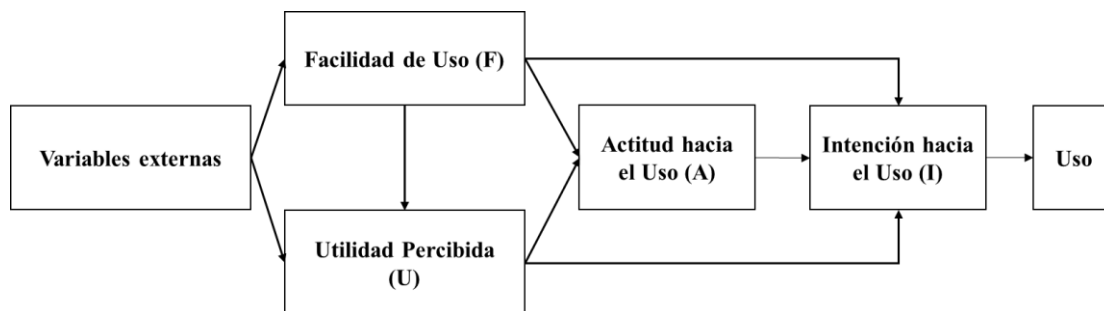 Facilidad de Uso (F)
Variables externas
Actitud hacia
el Uso (A)
Intención hacia
el Uso (I)
Uso
Utilidad Percibida
(U)